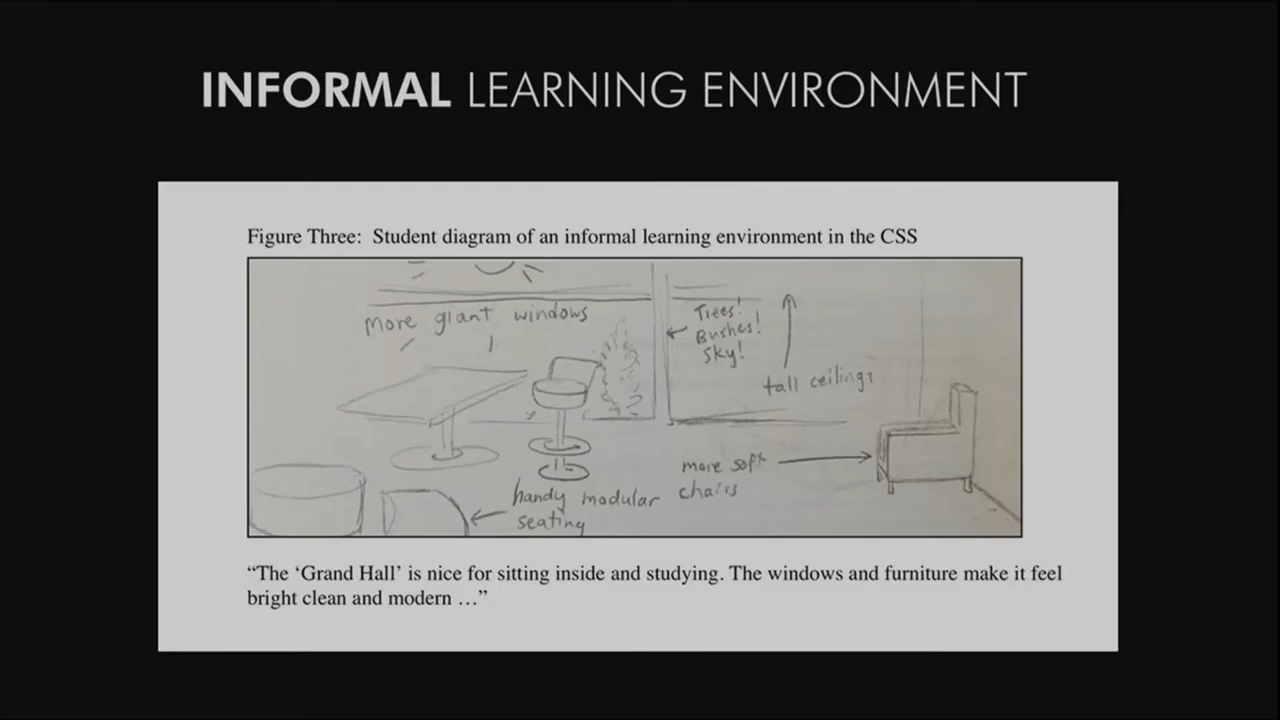 INFORMAL LEARNING ENVIRONMENT
Figure Three: Student diagram of an informal learning environment in the CSS
More giant windows
Trees!
Bushes!
Sky!
tall ceilings
more soft
chairs
handy modular
seating
“The ‘Grand Hall’ is nice for sitting inside and studying. The windows and furniture make it feel
bright clean and modern …”